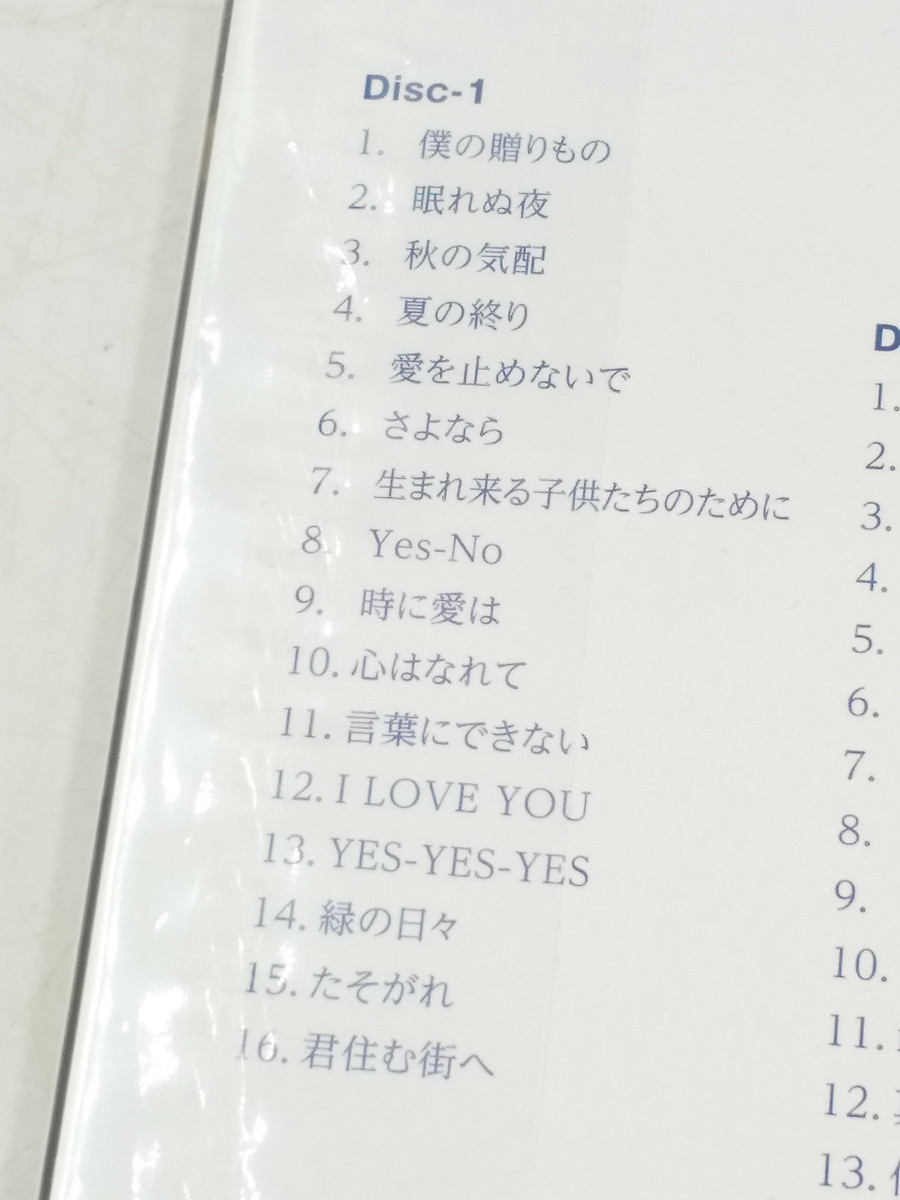 Disc-1
1. 僕の贈りもの
2. 眠れぬ夜
3. 秋の気配
4. 夏の終り
5. 愛を止めないで
6. さよなら
7. 生まれ来る子供たちのために
8. Yes-No
9. 時に愛は
10. 心はなれて
11. 言葉にできない
12. I LOVE YOU
13. YES-YES-YES
14. 緑の日々
15. たそがれ
16. 君住む街へ
D
1.
2.
3.
4.
5.
6.
7.
8.
9.
10.
11.
12.
13.